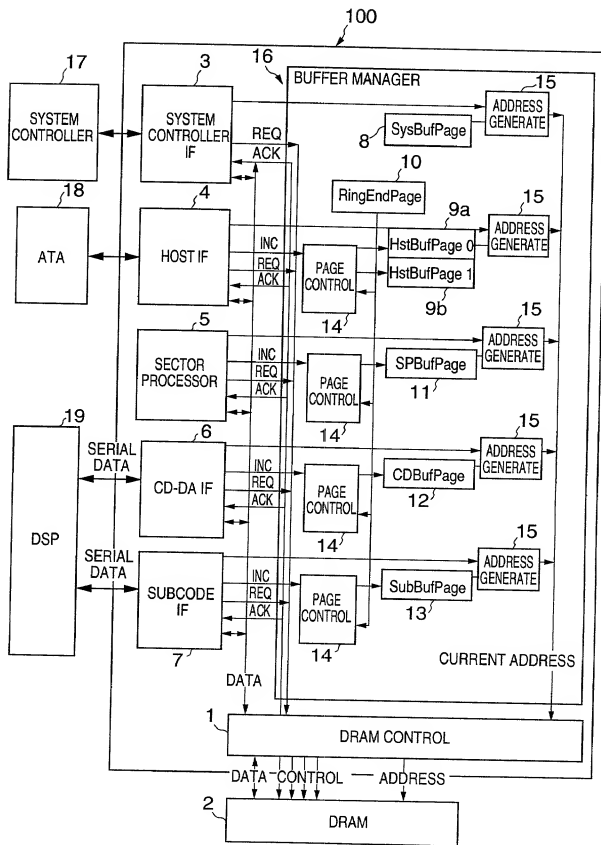 100
17
3
16
BUFFER MANAGER
15
SYSTEM
CONTROLLER
SYSTEM
CONTROLLER
IF
REQ
ACK
8
SysBufPage
ADDRESS
GENERATE
18
4
10
RingEndPage
9a
15
ATA
HOST IF
INC
REQ
ACK
PAGE
CONTROL
14
HstBufPage 0
HstBufPage 1
9b
ADDRESS
GENERATE
5
15
SECTOR
PROCESSOR
INC
REQ
ACK
PAGE
CONTROL
14
SPBufPage
11
ADDRESS
GENERATE
19
6
15
SERIAL
DATA
CD-DA IF
INC
REQ
ACK
PAGE
CONTROL
14
CDBufPage
12
ADDRESS
GENERATE
DSP
15
SERIAL
DATA
SUBCODE
IF
7
INC
REQ
ACK
PAGE
CONTROL
14
SubBufPage
13
ADDRESS
GENERATE
DATA
CURRENT ADDRESS
1
DRAM CONTROL
DATA
CONTROL
ADDRESS
2
DRAM